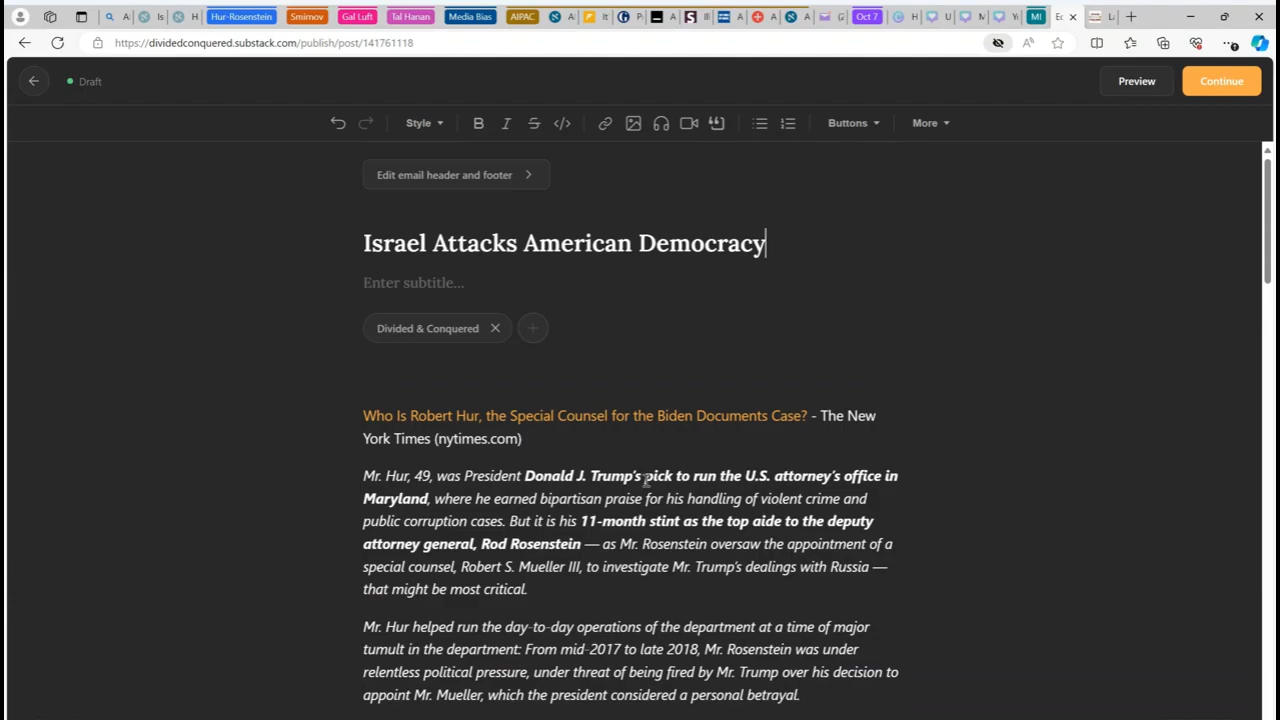 Hur-Rosenstein
Smirnov
Gal Luft
Tal Hanan
Media Bias
AIPAC
Oct 7
MI
https://dividedconquered.substack.com/publish/post/141761118
Draft
Preview
Continue
Style
Buttons
More
Edit email header and footer
Israel Attacks American Democracy
Enter subtitle...
Divided & Conquered
Who Is Robert Hur, the Special Counsel for the Biden Documents Case? - The New
York Times (nytimes.com)
Mr. Hur, 49, was President Donald J. Trump's pick to run the U.S. attorney's office in
Maryland, where he earned bipartisan praise for his handling of violent crime and
public corruption cases. But it is his 11-month stint as the top aide to the deputy
attorney general, Rod Rosenstein — as Mr. Rosenstein oversaw the appointment of a
special counsel, Robert S. Mueller III, to investigate Mr. Trump's dealings with Russia —
that might be most critical.
Mr. Hur helped run the day-to-day operations of the department at a time of major
tumult in the department: From mid-2017 to late 2018, Mr. Rosenstein was under
relentless political pressure, under threat of being fired by Mr. Trump over his decision to
appoint Mr. Mueller, which the president considered a personal betrayal.